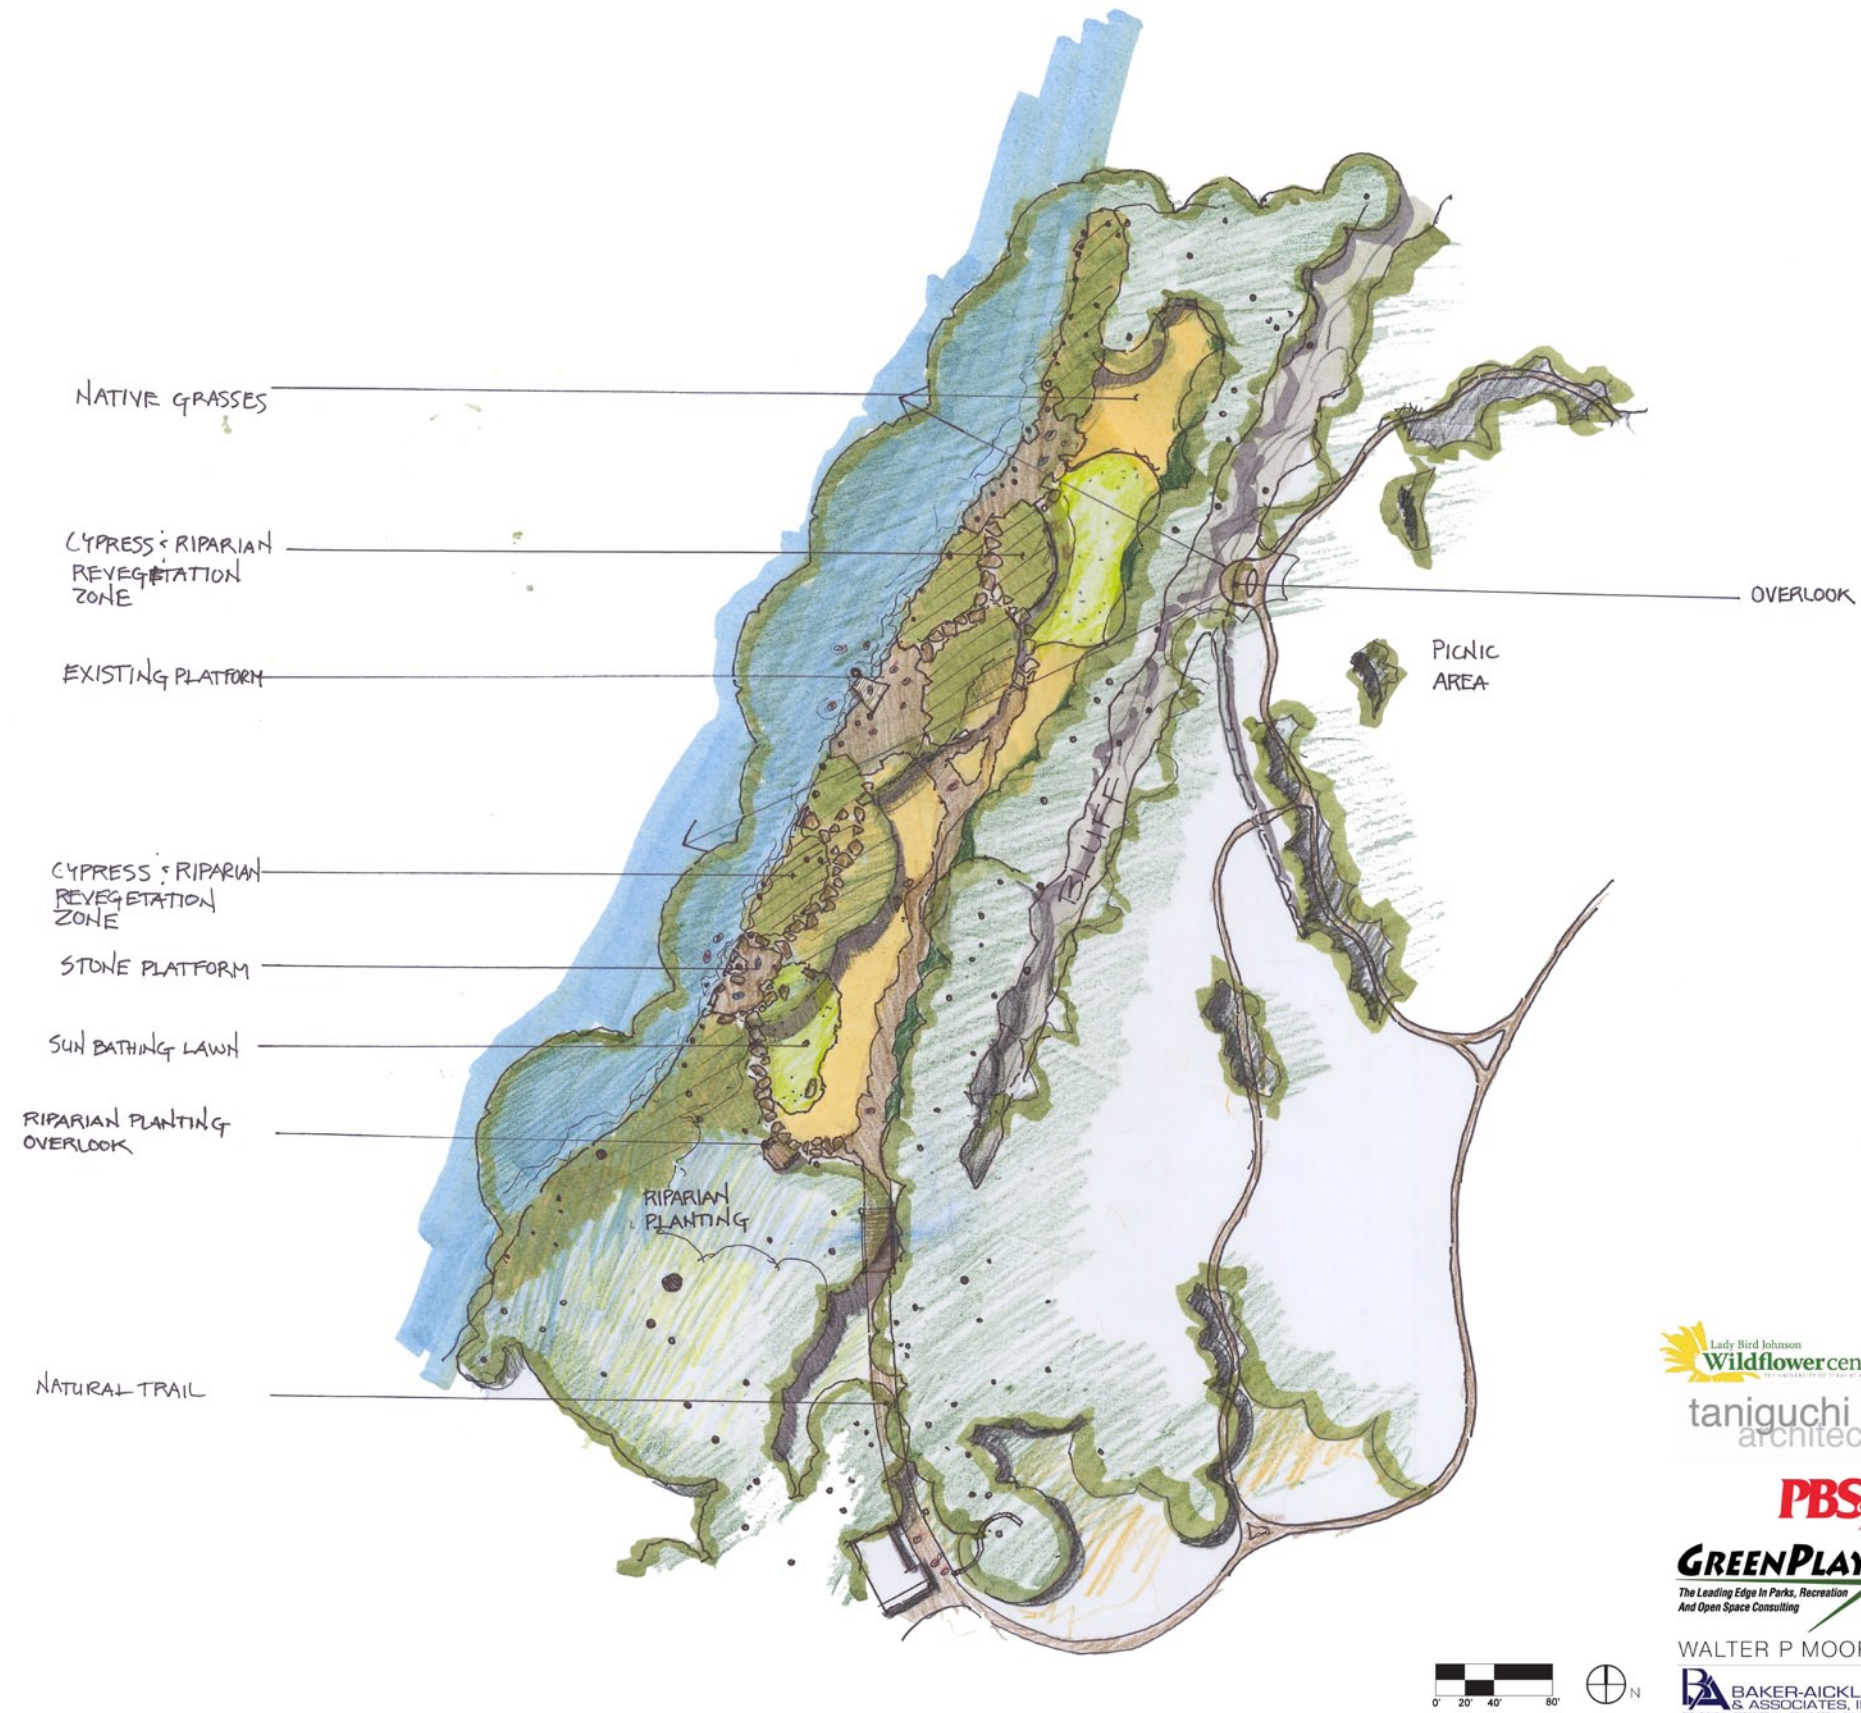 NATIVE GRASSES
CYPRESS & RIPARIAN
REVEGETATION
ZONE
EXISTING PLATFORM
CYPRESS & RIPARIAN
REVEGETATION
ZONE
STONE PLATFORM
SUN BATHING LAWN
RIPARIAN PLANTING
OVERLOOK
NATURAL TRAIL
BLUFF
RIPARIAN
PLANTING
OVERLOOK
PICNIC
AREA
Lady Bird Johnson
Wildflower cen
taniguchi
architec
PBS
GREENPLAY
The Leading Edge In Parks, Recreation
And Open Space Consulting
WALTER P MOOR
BA BAKER-AICKL
& ASSOCIATES, I
0' 20' 40' 80'
N